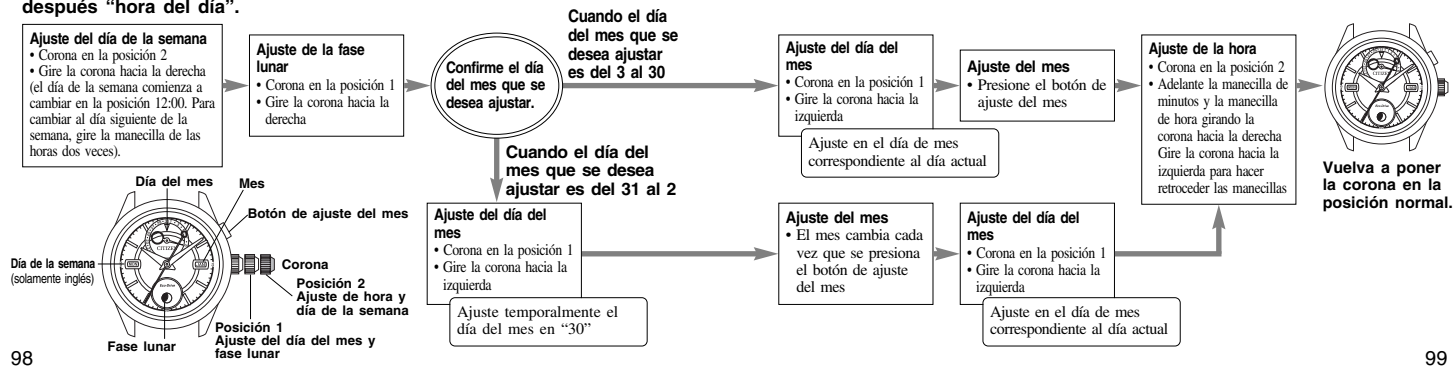 después “hora del día”.
Ajuste del día de la semana
• Corona en la posición 2
• Gire la corona hacia la derecha
(el día de la semana comienza a
cambiar en la posición 12:00. Para
cambiar al día siguiente de la
semana, gire la manecilla de las
horas dos veces).
Ajuste de la fase
lunar
• Corona en la posición 1
• Gire la corona hacia la
derecha
Confirme el día
del mes que se
desea ajustar.
Cuando el día
del mes que se
desea ajustar
es del 3 al 30
Ajuste del día del
mes
• Corona en la posición 1
• Gire la corona hacia la
izquierda
Ajuste en el día de mes
correspondiente al día actual
Ajuste del mes
• Presione el botón de
ajuste del mes
Ajuste de la hora
• Corona en la posición 2
• Adelante la manecilla de
minutos y la manecilla
de hora girando la
corona hacia la derecha
Gire la corona hacia la
izquierda para hacer
retroceder las manecillas
CITIZEN
Eco-Drive
Vuelva a poner
la corona en la
posición normal.
Cuando el día del
mes que se desea
ajustar es del 31 al 2
Ajuste del día del
mes
• Corona en la posición 1
• Gire la corona hacia la
izquierda
Ajuste temporalmente el
día del mes en “30”
Ajuste del mes
• El mes cambia cada
vez que se presiona
el botón de ajuste
del mes
Ajuste del día del
mes
• Corona en la posición 1
• Gire la corona hacia la
izquierda
Ajuste en el día de mes
correspondiente al día actual
Día del mes
Mes
Botón de ajuste del mes
CITIZEN
Eco-Drive
Día de la semana
(solamente inglés)
Corona
Posición 2
Ajuste de hora y
día de la semana
Posición 1
Ajuste del día del mes y
fase lunar
Fase lunar
98
99